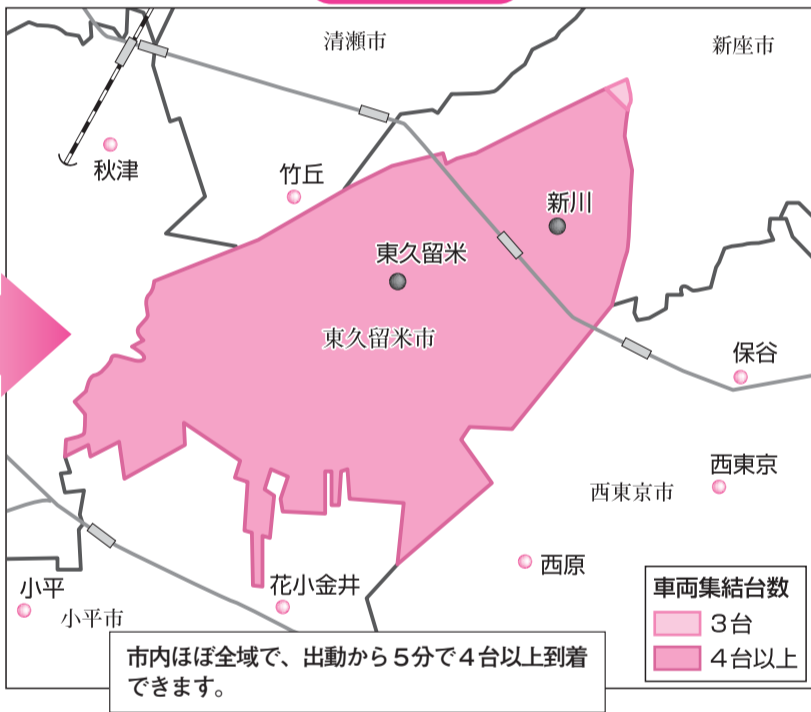 清瀬市
新座市
秋津
竹丘
新川
東久留米
東久留米市
保谷
西東京
西東京市
西原
花小金井
小平
小平市
車両集結台数
3台
4台以上
市内ほぼ全域で、出動から5分で4台以上到着
できます。